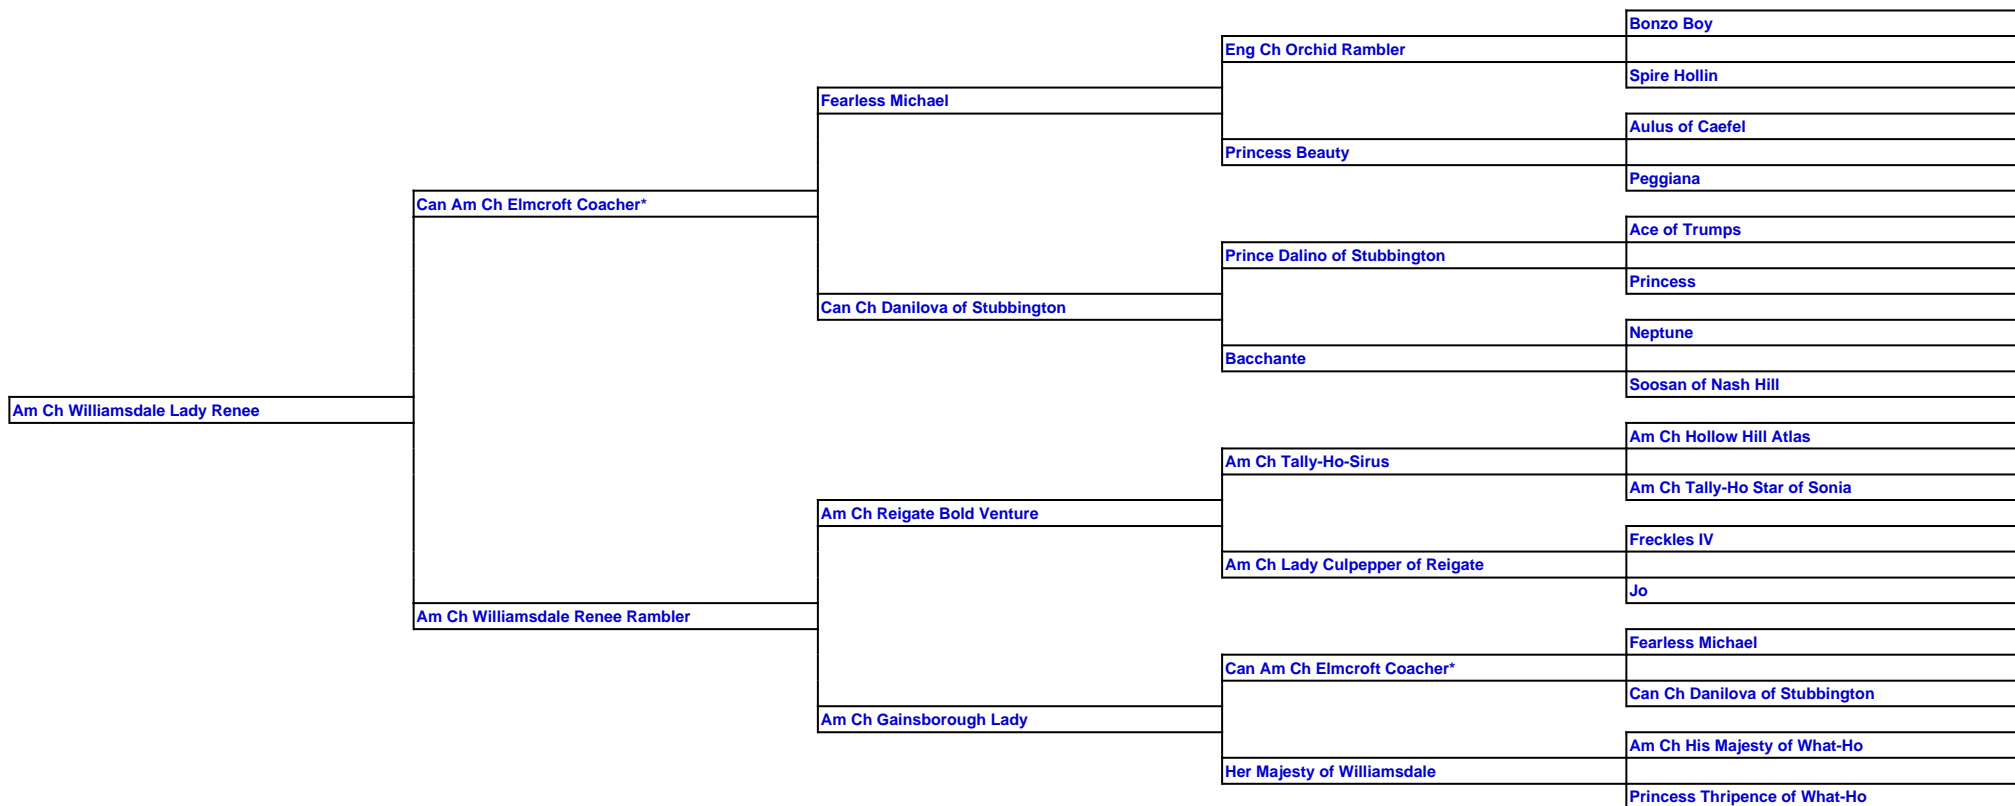 Bonzo Boy
Eng Ch Orchid Rambler
Spire Hollin
Fearless Michael
Aulus of Caefel
Princess Beauty
Peggiana
Can Am Ch Elmcroft Coacher*
Ace of Trumps
Prince Dalino of Stubbington
Princess
Can Ch Danilova of Stubbington
Neptune
Bacchante
Soosan of Nash Hill
Am Ch Williamsdale Lady Renee
Am Ch Hollow Hill Atlas
Am Ch Tally-Ho-Sirus
Am Ch Tally-Ho Star of Sonia
Am Ch Reigate Bold Venture
Freckles IV
Am Ch Lady Culpepper of Reigate
Jo
Am Ch Williamsdale Renee Rambler
Fearless Michael
Can Am Ch Elmcroft Coacher*
Can Ch Danilova of Stubbington
Am Ch Gainsborough Lady
Am Ch His Majesty of What-Ho
Her Majesty of Williamsdale
Princess Thripence of What-Ho